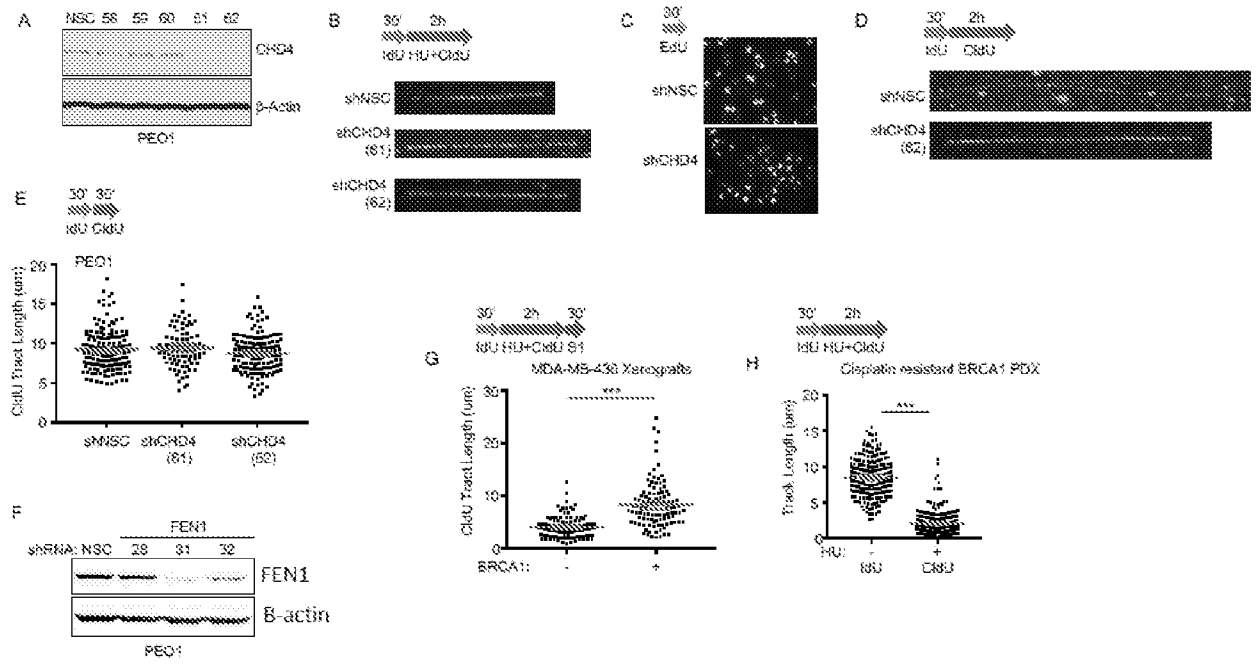 A
NSC 58 59 60 61 62
CHD4
β-Actin
PEO1
B
30' 2h
IdU HU+CldU
shNSC
shCHD4
(61)
shCHD4
(62)
C
30'
EdU
shNSC
shCHD4
D
30' 2h
IdU CldU
shNSC
shCHD4
(62)
E
30' 30'
IdU CldU
PEO1
CldU Tract Length (um)
20
15
10
5
0
shNSC shCHD4 shCHD4
(61) (62)
F
FEN1
shRNA: NSC 28 31 32
FEN1
B-actin
PEO1
G
30' 2h 30'
IdU HU+CldU S1
MDA-MB-436 Xenografts
***
CldU Tract Length (um)
30
20
10
0
BRCA1: - +
H
30' 2h
IdU HU+CldU
Cisplatin resistant BRCA1 PDX
***
Track Length (um)
20
15
10
5
0
HU: - +
IdU CldU